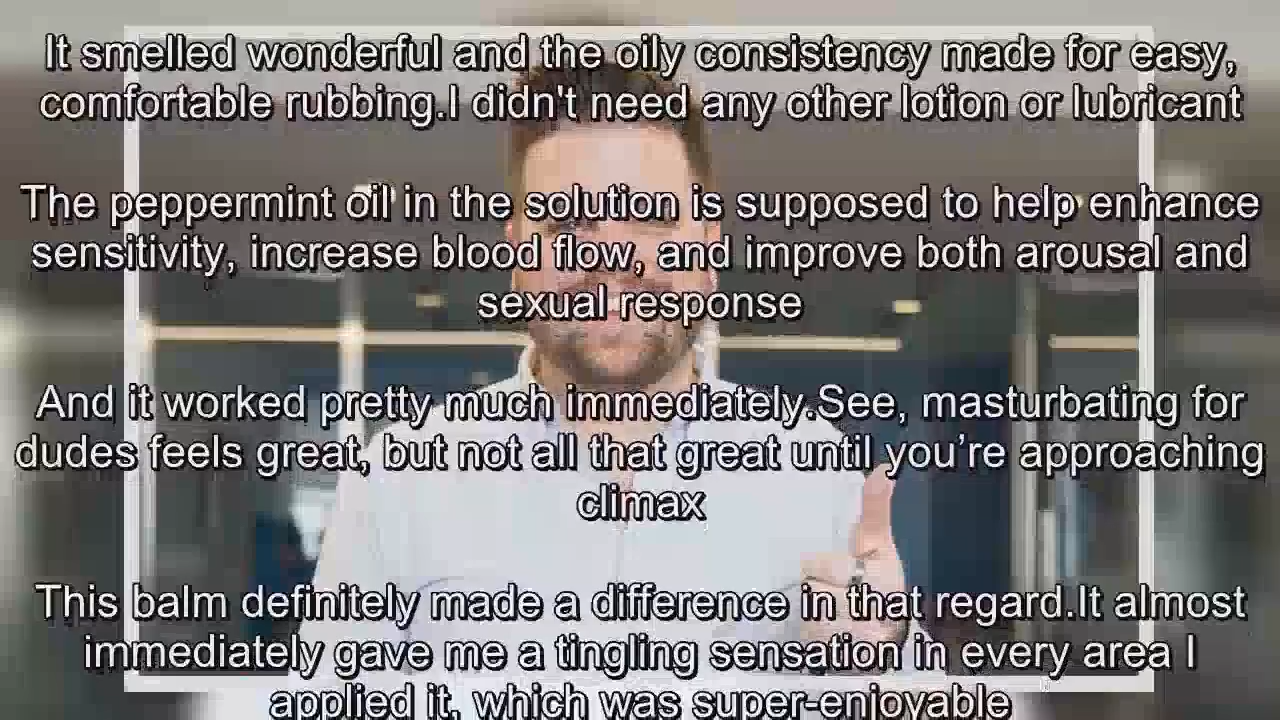 It smelled wonderful and the oily consistency made for easy,
comfortable rubbing.I didn't need any other lotion or lubricant
The peppermint oil in the solution is supposed to help enhance
sensitivity, increase blood flow, and improve both arousal and
sexual response
And it worked pretty much immediately.See, masturbating for
dudes feels great, but not all that great until you’re approaching
climax
This balm definitely made a difference in that regard.It almost
immediately gave me a tingling sensation in every area I
applied it, which was super-enjoyable